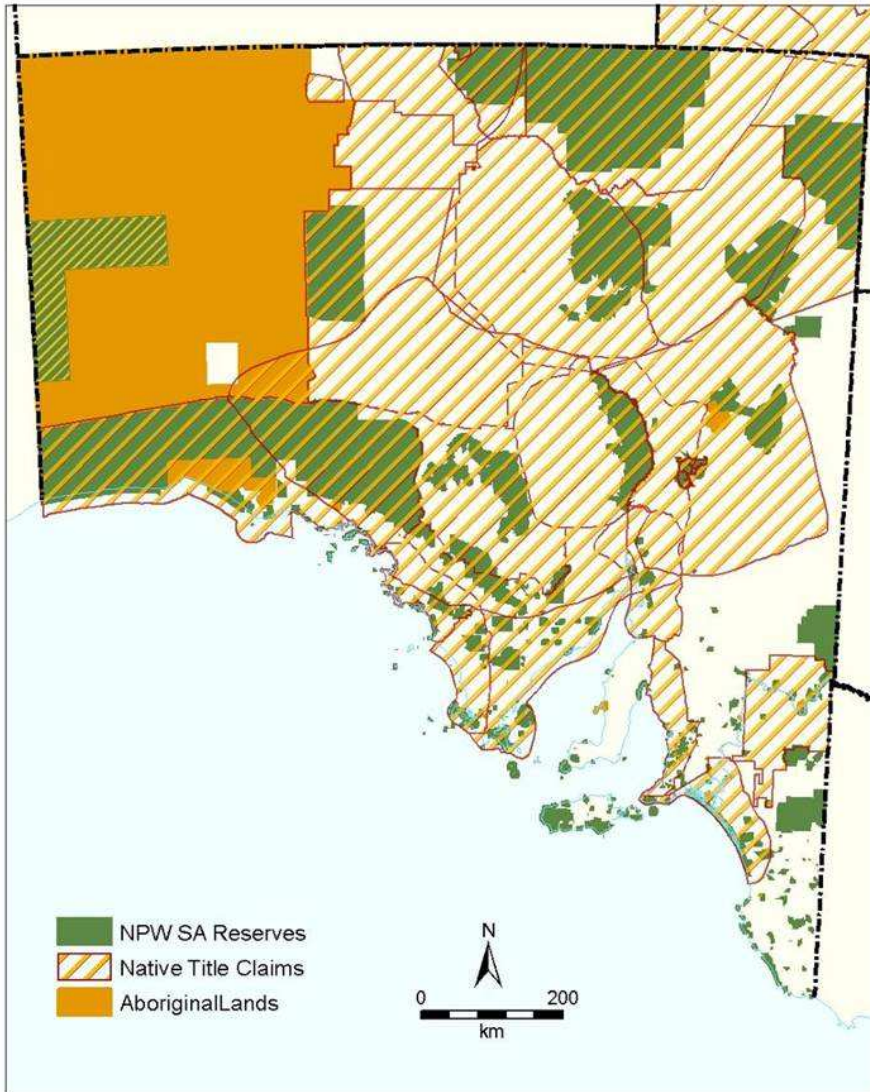 NPW SA Reserves
Native Title Claims
AboriginalLands
N
0 200
km